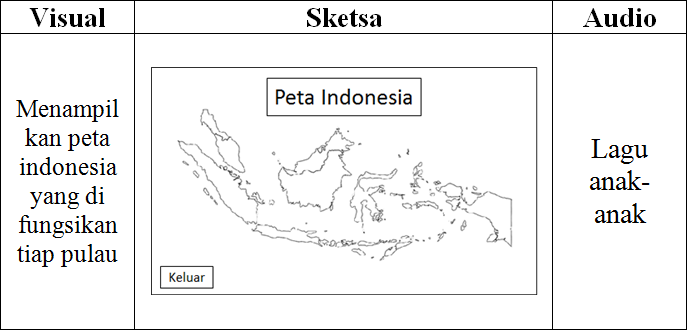 Visual
Sketsa
Audio
Menampil
kan peta
indonesia
yang di
fungsikan
tiap pulau
Peta Indonesia
Keluar
Lagu
anak-
anak